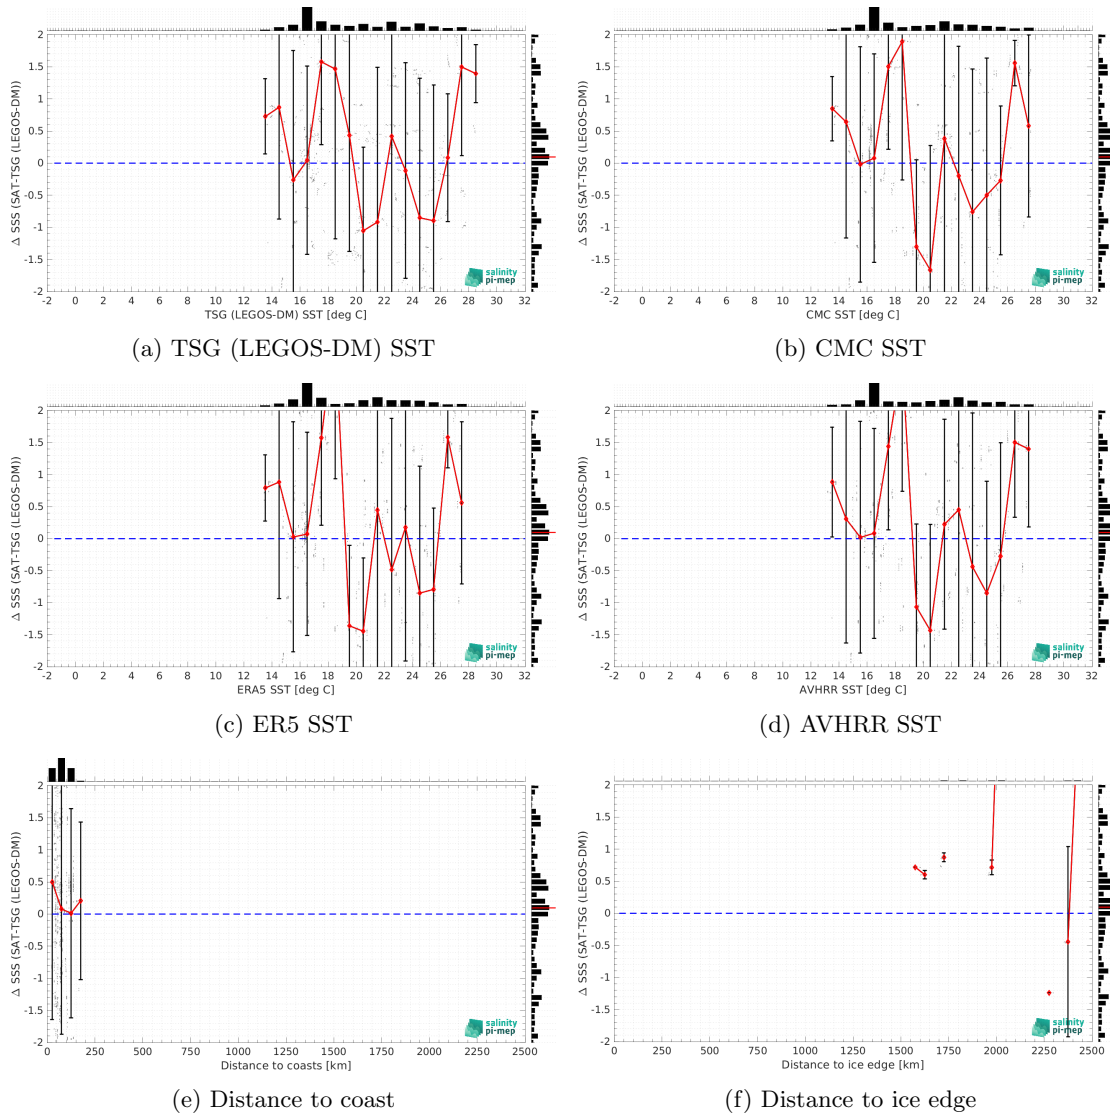 2
1.5
1
0.5
0
-0.5
-1
-1.5
-2
Δ SSS (SAT-TSG (LEGOS-DM))
salinity
pi-mep
-2 0 2 4 6 8 10 12 14 16 18 20 22 24 26 28 30 32
TSG (LEGOS-DM) SST [deg C]
(a) TSG (LEGOS-DM) SST
2
1.5
1
0.5
0
-0.5
-1
-1.5
-2
Δ SSS (SAT-TSG (LEGOS-DM))
salinity
pi-mep
-2 0 2 4 6 8 10 12 14 16 18 20 22 24 26 28 30 32
CMC SST [deg C]
(b) CMC SST
2
1.5
1
0.5
0
-0.5
-1
-1.5
-2
Δ SSS (SAT-TSG (LEGOS-DM))
salinity
pi-mep
-2 0 2 4 6 8 10 12 14 16 18 20 22 24 26 28 30 32
ERA5 SST [deg C]
(c) ER5 SST
2
1.5
1
0.5
0
-0.5
-1
-1.5
-2
Δ SSS (SAT-TSG (LEGOS-DM))
salinity
pi-mep
-2 0 2 4 6 8 10 12 14 16 18 20 22 24 26 28 30 32
AVHRR SST [deg C]
(d) AVHRR SST
2
1.5
1
0.5
0
-0.5
-1
-1.5
-2
Δ SSS (SAT-TSG (LEGOS-DM))
salinity
pi-mep
0 250 500 750 1000 1250 1500 1750 2000 2250 2500
Distance to coasts [km]
(e) Distance to coast
2
1.5
1
0.5
0
-0.5
-1
-1.5
-2
Δ SSS (SAT-TSG (LEGOS-DM))
salinity
pi-mep
0 250 500 750 1000 1250 1500 1750 2000 2250 2500
Distance to ice edge [km]
(f) Distance to ice edge